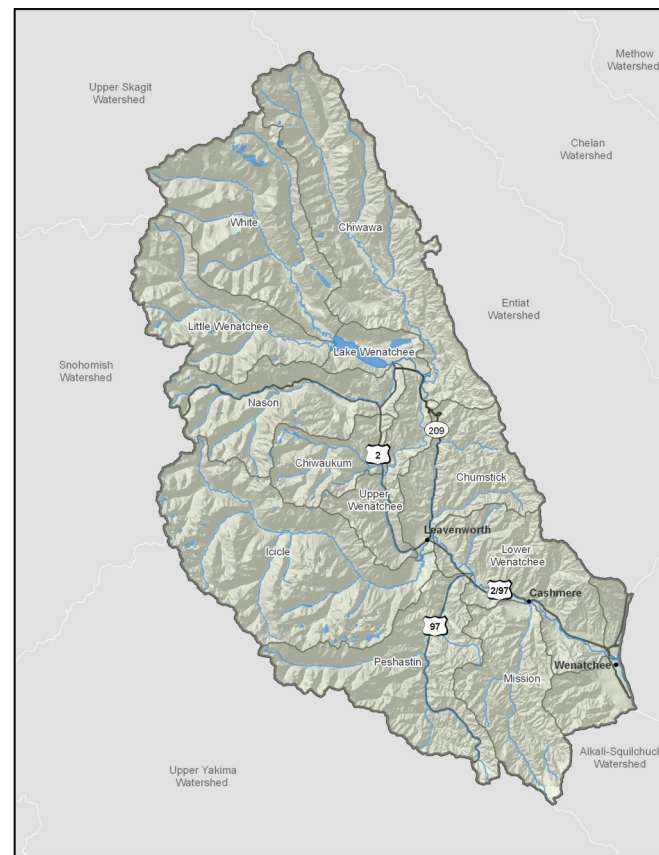 Methow
Watershed
Upper Skagit
Watershed
Chelan
Watershed
White
Chiwawa
Entiat
Watershed
Little Wenatchee
Lake Wenatchee
Snohomish
Watershed
Nason
209
2
Chiwaukum
Chumstick
Upper
Wenatchee
Leavenworth
Icicle
Lower
Wenatchee
2/97
Cashmere
97
Peshastin
Wenatchee
Mission
Alkali-Squilchuck
Watershed
Upper Yakima
Watershed